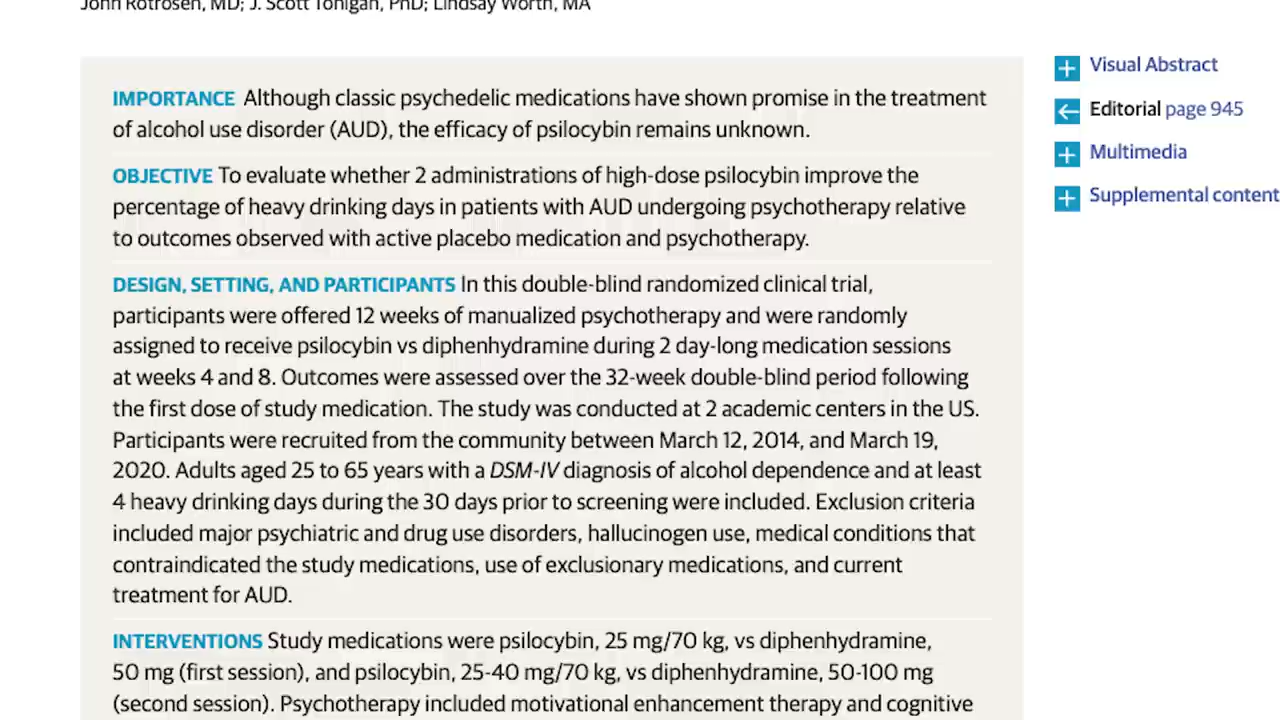 John Rotrosen, MD; J. Scott Tonigan, PhD; Lindsay Worth, MA
IMPORTANCE Although classic psychedelic medications have shown promise in the treatment
of alcohol use disorder (AUD), the efficacy of psilocybin remains unknown.
OBJECTIVE To evaluate whether 2 administrations of high-dose psilocybin improve the
percentage of heavy drinking days in patients with AUD undergoing psychotherapy relative
to outcomes observed with active placebo medication and psychotherapy.
DESIGN, SETTING, AND PARTICIPANTS In this double-blind randomized clinical trial,
participants were offered 12 weeks of manualized psychotherapy and were randomly
assigned to receive psilocybin vs diphenhydramine during 2 day-long medication sessions
at weeks 4 and 8. Outcomes were assessed over the 32-week double-blind period following
the first dose of study medication. The study was conducted at 2 academic centers in the US.
Participants were recruited from the community between March 12, 2014, and March 19,
2020. Adults aged 25 to 65 years with a DSM-IV diagnosis of alcohol dependence and at least
4 heavy drinking days during the 30 days prior to screening were included. Exclusion criteria
included major psychiatric and drug use disorders, hallucinogen use, medical conditions that
contraindicated the study medications, use of exclusionary medications, and current
treatment for AUD.
INTERVENTIONS Study medications were psilocybin, 25 mg/70 kg, vs diphenhydramine,
50 mg (first session), and psilocybin, 25-40 mg/70 kg, vs diphenhydramine, 50-100 mg
(second session). Psychotherapy included motivational enhancement therapy and cognitive
Visual Abstract
Editorial page 945
Multimedia
Supplemental content